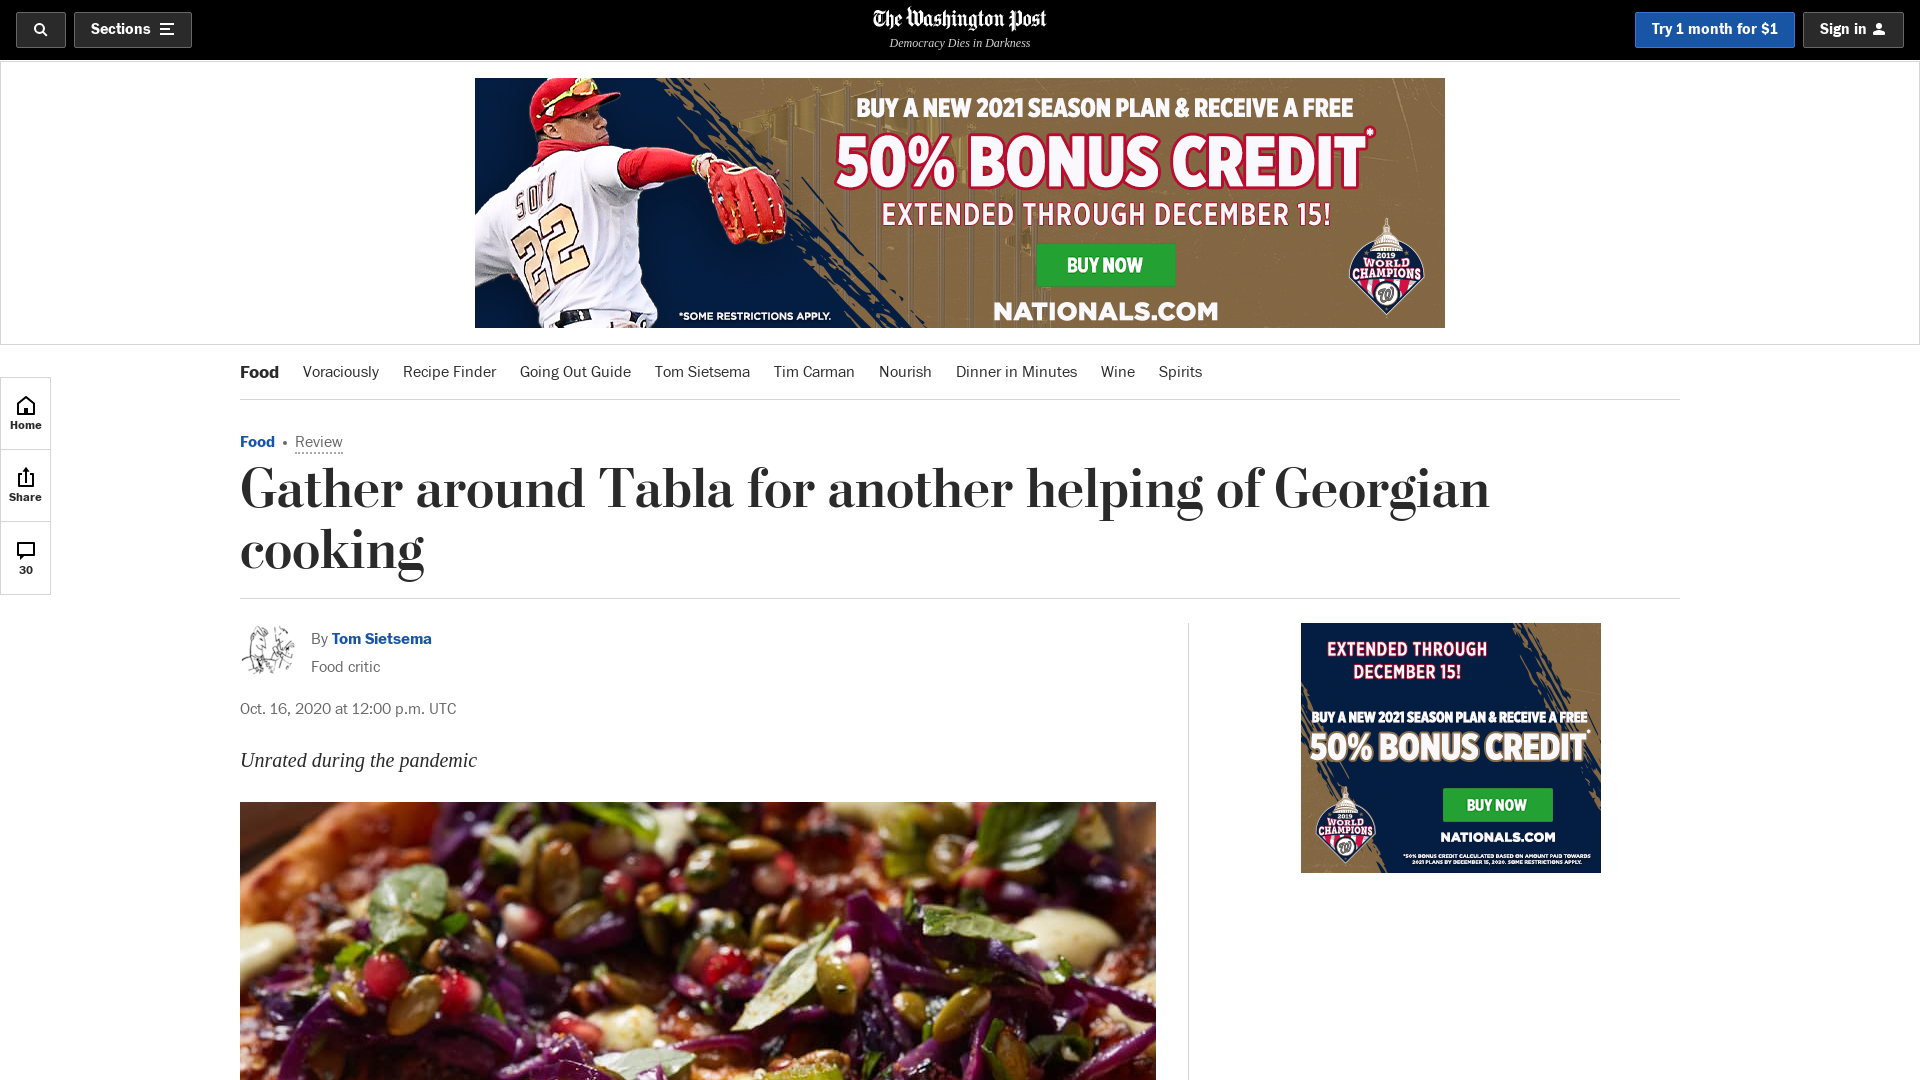 Sections
The Washington Post
Democracy Dies in Darkness
Try 1 month for $1
Sign in
BUY A NEW 2021 SEASON PLAN & RECEIVE A FREE
50% BONUS CREDIT*
EXTENDED THROUGH DECEMBER 15!
BUY NOW
NATIONALS.COM
*SOME RESTRICTIONS APPLY.
SOTO
22
2019
WORLD
CHAMPIONS
W
Food Voraciously Recipe Finder Going Out Guide Tom Sietsema Tim Carman Nourish Dinner in Minutes Wine Spirits
Home
Share
30
Food • Review
Gather around Tabla for another helping of Georgian
cooking
By Tom Sietsema
Food critic
Oct. 16, 2020 at 12:00 p.m. UTC
Unrated during the pandemic
EXTENDED THROUGH
DECEMBER 15!
BUY A NEW 2021 SEASON PLAN & RECEIVE A FREE
50% BONUS CREDIT*
BUY NOW
NATIONALS.COM
2019
WORLD
CHAMPIONS
W
*50% BONUS CREDIT CALCULATED BASED ON AMOUNT PAID TOWARDS
2021 PLANS BY DECEMBER 15, 2020. SOME RESTRICTIONS APPLY.